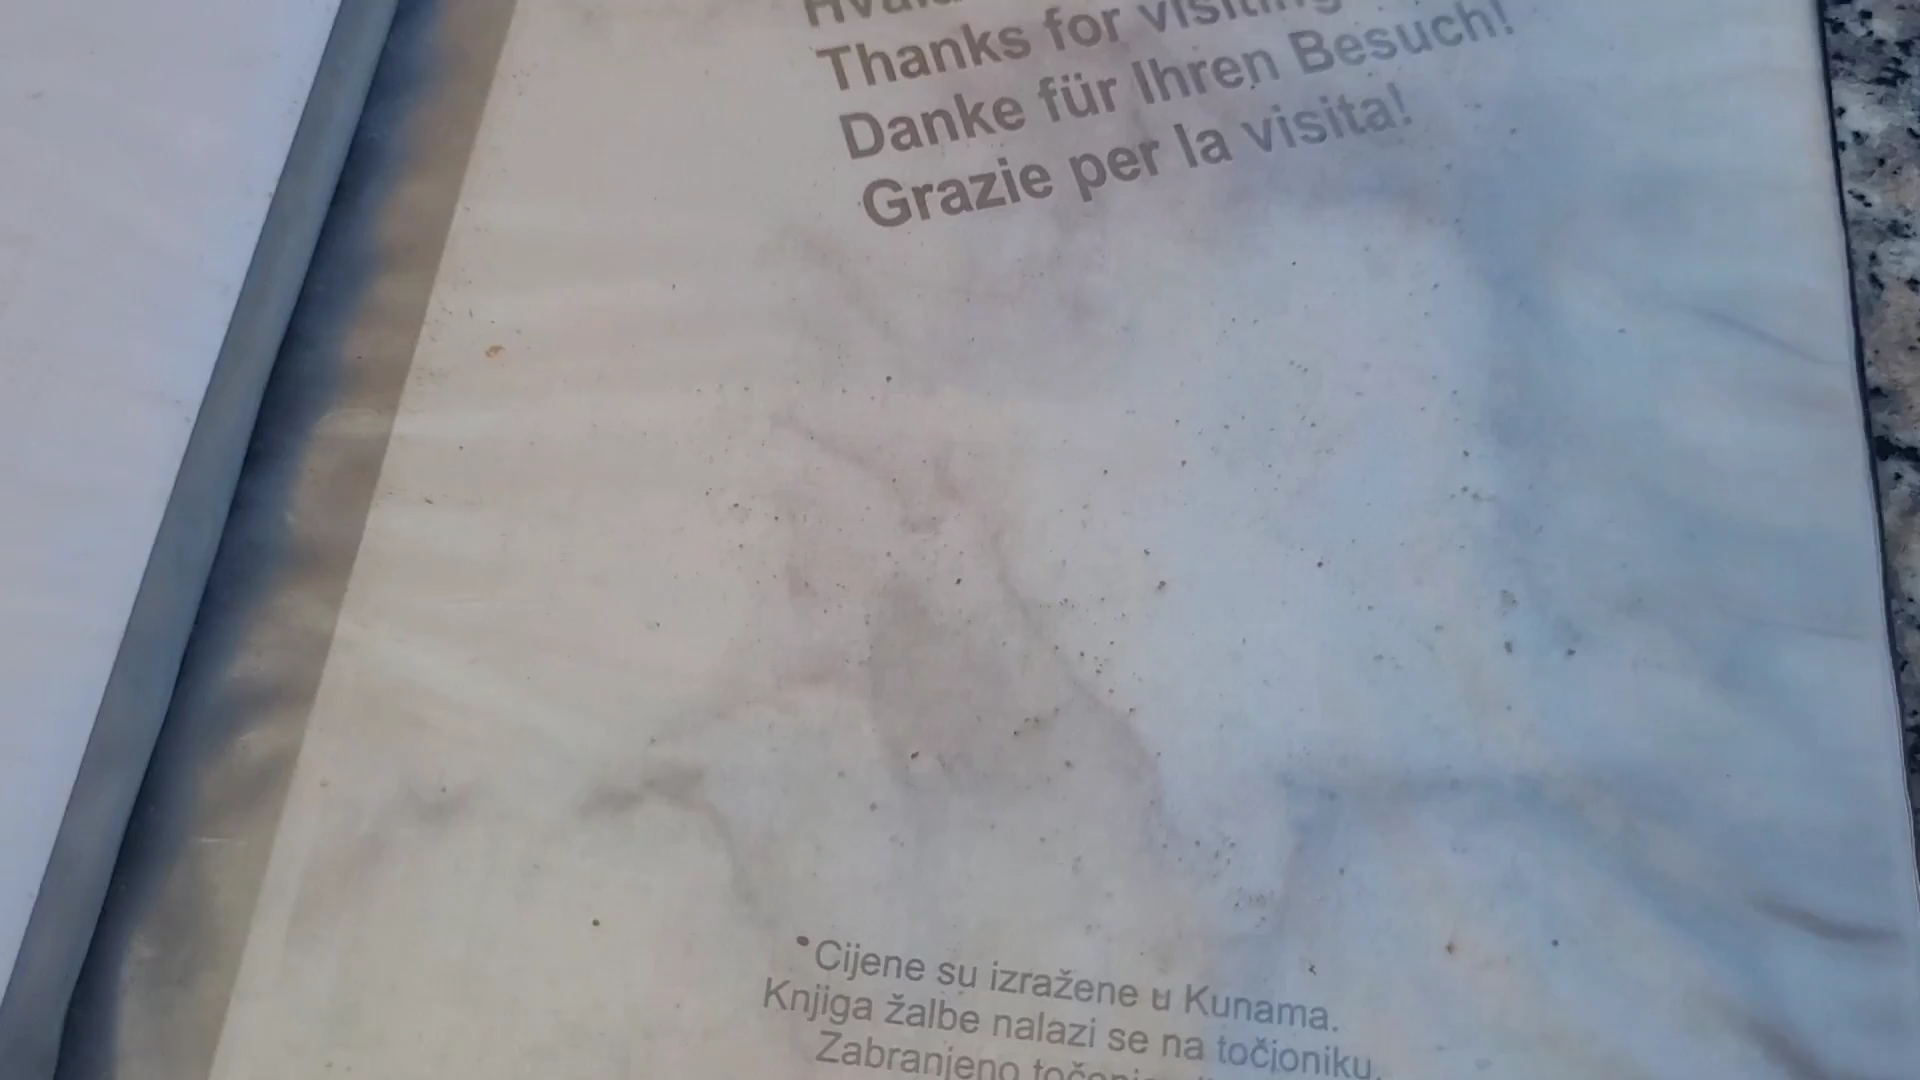 Thanks for visiting
Danke für Ihren Besuch!
Grazie per la visita!
Cijene su izražene u Kunama.
Knjiga žalbe nalazi se na točioniku.
Zabranjeno